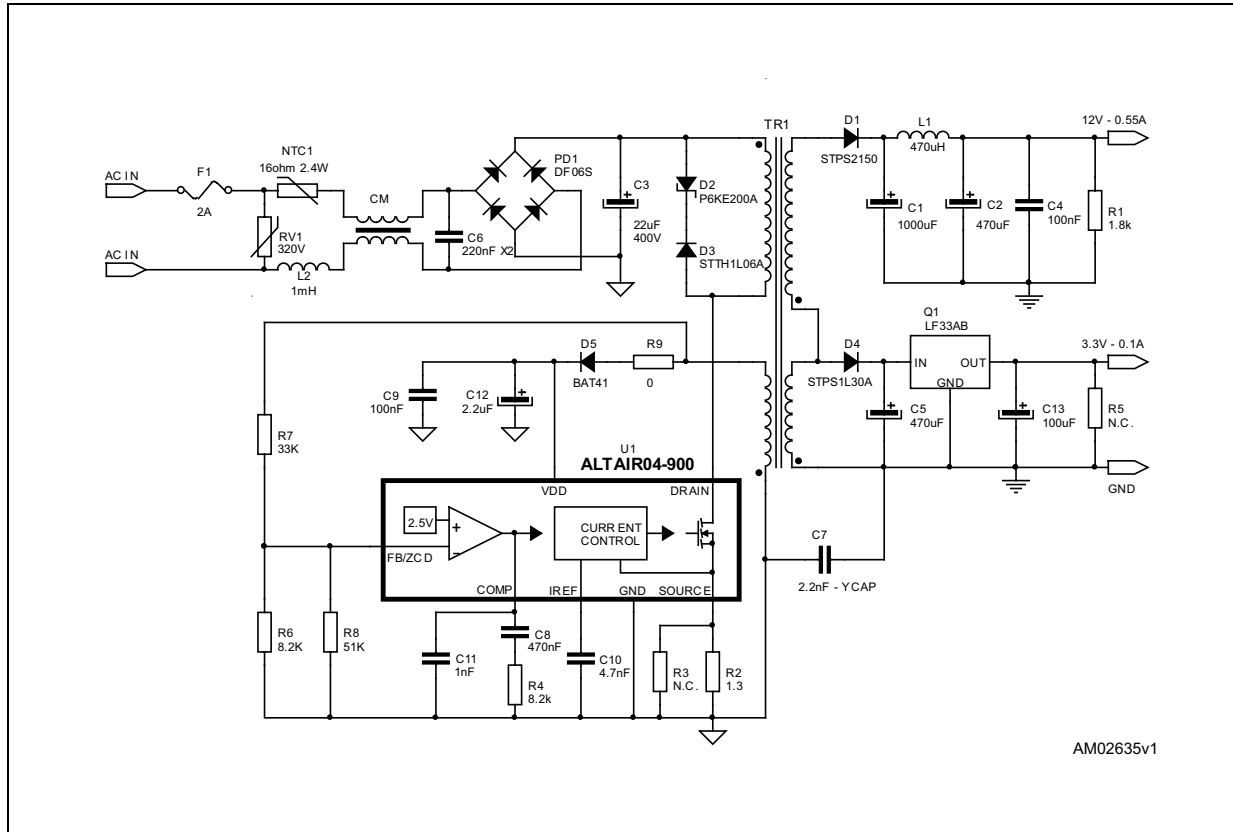 TR1
D1
STPS2150
L1
470uH
12V - 0.55A
NTC1
16ohm 2.4W
F1
2A
AC IN
PD1
DF06S
CM
RV1
320V
C6
220nF X2
C3
22uF
400V
D2
P6KE200A
D3
STTH1L06A
C1
1000uF
C2
470uF
C4
100nF
R1
1.8k
AC IN
L2
1mH
Q1
LF33AB
D4
STPS1L30A
IN
OUT
GND
3.3V - 0.1A
C5
470uF
C13
100uF
R5
N.C.
GND
D5
BAT41
R9
0
C9
100nF
C12
2.2uF
R7
33K
U1
ALTAIR04-900
VDD
DRAIN
2.5V
+
−
CURRENT
CONTROL
FB/ZCD
COMP
IREF
GND
SOURCE
C7
2.2nF - YCAP
R6
8.2K
R8
51K
C11
1nF
C8
470nF
R4
8.2k
C10
4.7nF
R3
N.C.
R2
1.3
AM02635v1